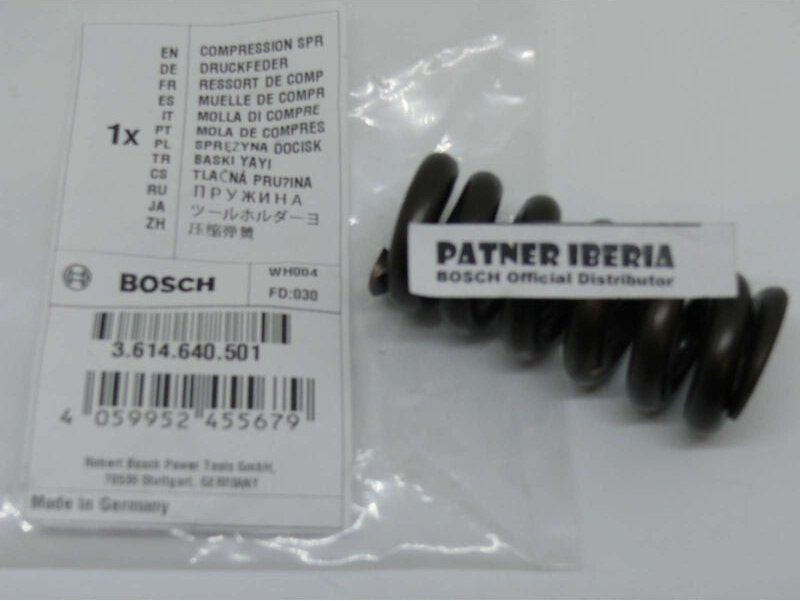 1x
EN COMPRESSION SPR
DE DRUCKFEDER
FR RESSORT DE COMP
ES MUELLE DE COMPR
IT MOLLA DI COMPRE
PT MOLA DE COMPRES
PL SPRĘŻYNA DOCISK
TR BASKI YAYI
CS TLAČNÁ PRU?INA
RU ПРУЖИНА
JA ツールホルダーヨ
ZH 压缩弹簧
BOSCH
WH004
FD:030
3.614.640.501
4 059952 455679
Robert Bosch Power Tools GmbH,
70538 Stuttgart, GERMANY
Made in Germany
PATNER IBERIA
BOSCH Official Distributor